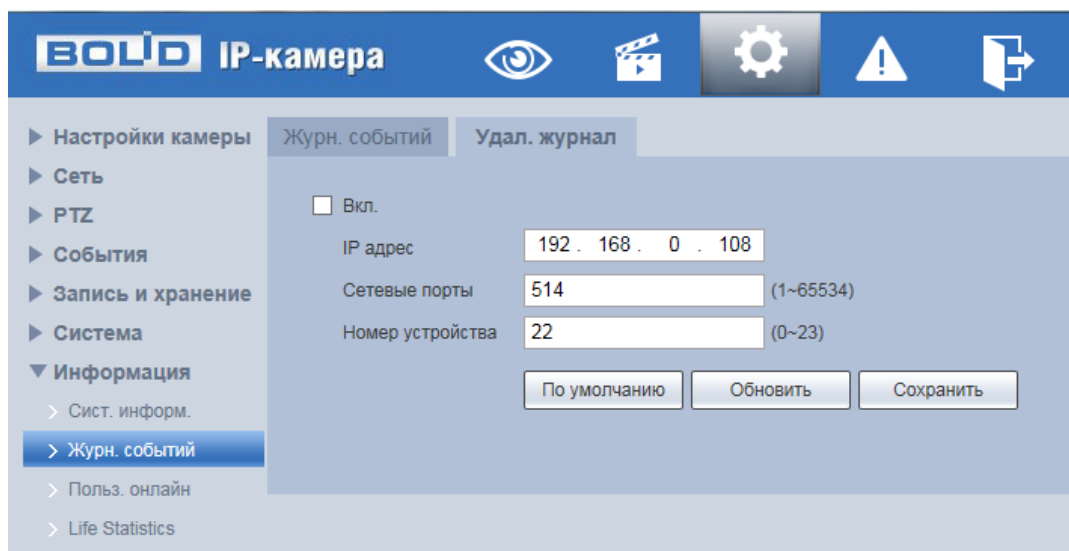 BOLID IP-камера
Настройки камеры
Сеть
PTZ
События
Запись и хранение
Система
Информация
Сист. информ.
Журн. событий
Польз. онлайн
Life Statistics
Журн. событий Удал. журнал
Вкл.
IP адрес 192 . 168 . 0 . 108
Сетевые порты 514 (1~65534)
Номер устройства 22 (0~23)
По умолчанию Обновить Сохранить